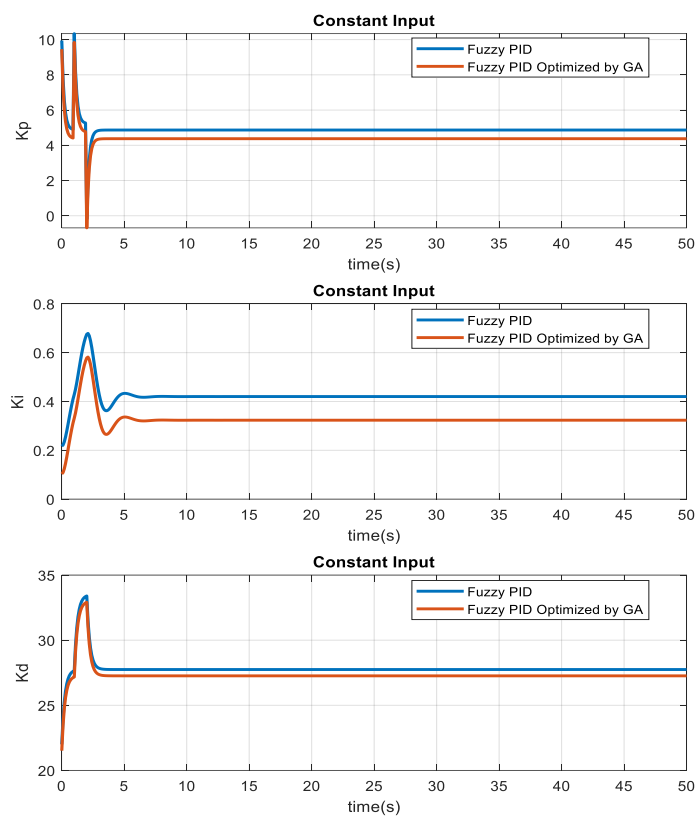 Constant Input
Fuzzy PID
Fuzzy PID Optimized by GA
Kp
10
8
6
4
2
0
0 5 10 15 20 25 30 35 40 45 50
time(s)
Constant Input
Fuzzy PID
Fuzzy PID Optimized by GA
Ki
0.8
0.6
0.4
0.2
0
0 5 10 15 20 25 30 35 40 45 50
time(s)
Constant Input
Fuzzy PID
Fuzzy PID Optimized by GA
Kd
35
30
25
20
0 5 10 15 20 25 30 35 40 45 50
time(s)